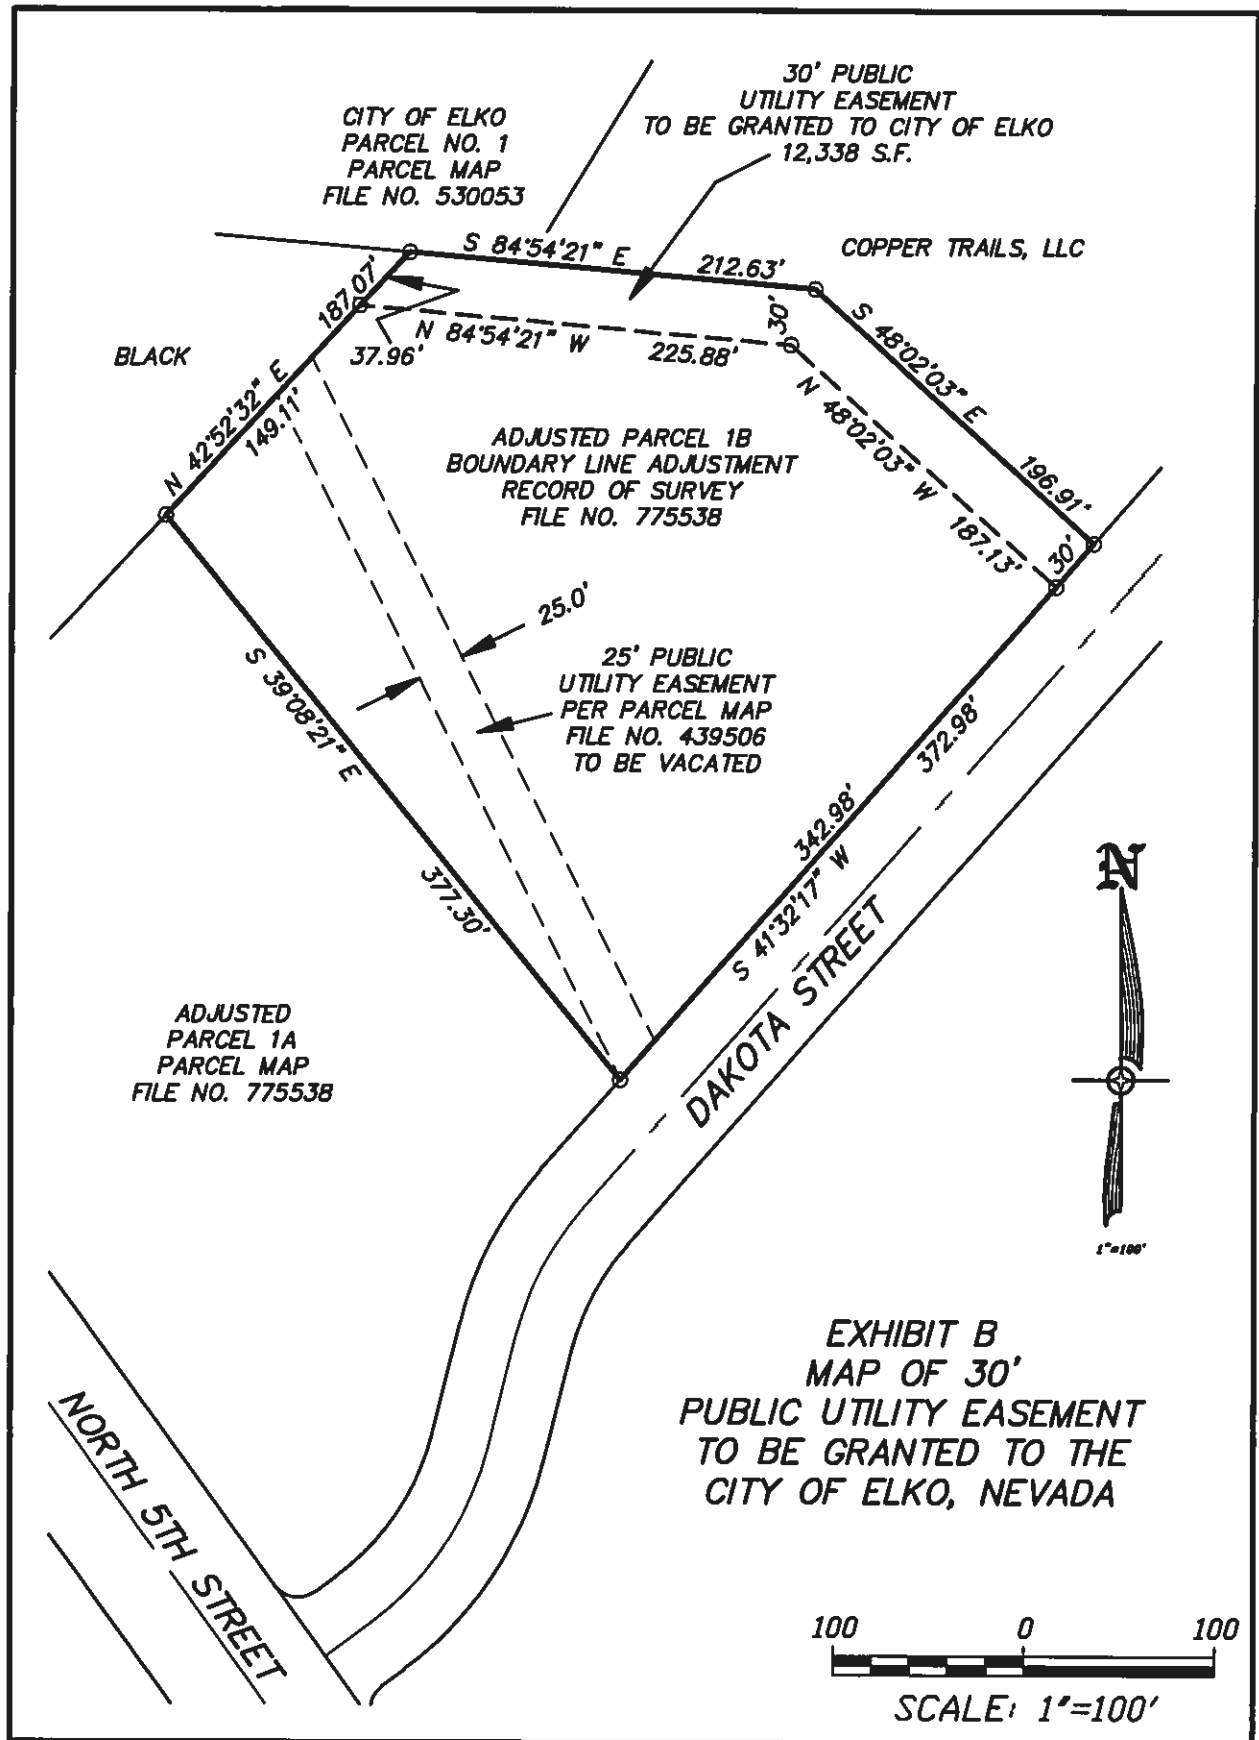 30' PUBLIC
UTILITY EASEMENT
TO BE GRANTED TO CITY OF ELKO
12,338 S.F.
CITY OF ELKO
PARCEL NO. 1
PARCEL MAP
FILE NO. 530053
COPPER TRAILS, LLC
S 84°54'21" E
212.63'
187.07'
N 84°54'21" W
225.88'
30'
37.96'
BLACK
N 42°52'32" E
149.11'
S 48°02'03" E
196.91'
N 48°02'03" W
187.13'
30'
ADJUSTED PARCEL 1B
BOUNDARY LINE ADJUSTMENT
RECORD OF SURVEY
FILE NO. 775538
25.0'
25' PUBLIC
UTILITY EASEMENT
PER PARCEL MAP
FILE NO. 439506
TO BE VACATED
S 39°08'21" E
377.30'
372.98'
342.98'
S 41°32'17" W
DAKOTA STREET
N
1"=100'
ADJUSTED
PARCEL 1A
PARCEL MAP
FILE NO. 775538
NORTH 5TH STREET
EXHIBIT B
MAP OF 30'
PUBLIC UTILITY EASEMENT
TO BE GRANTED TO THE
CITY OF ELKO, NEVADA
100 0 100
SCALE: 1"=100'